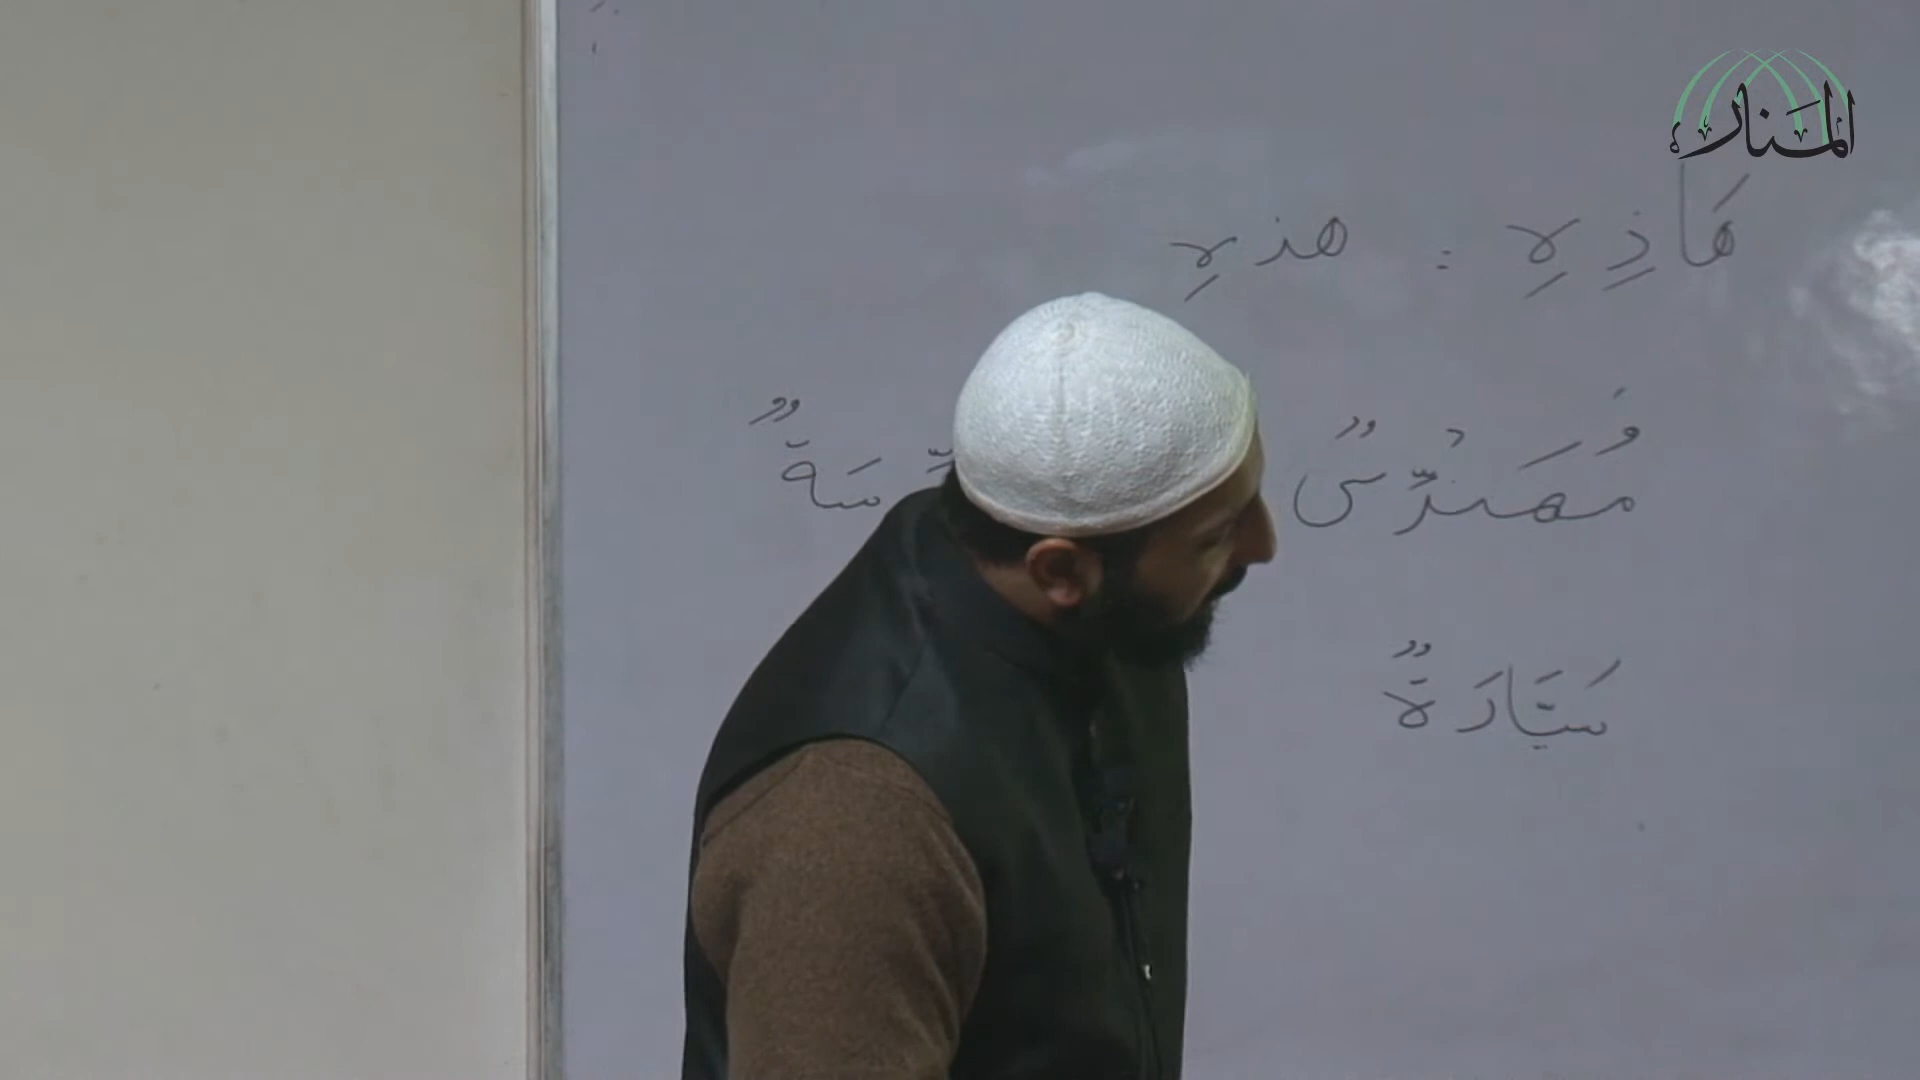 المنار
هَاذِهِ : هذهِ
مُهَنْدِّسٌ سَةٌ
سَيَّارَةٌ